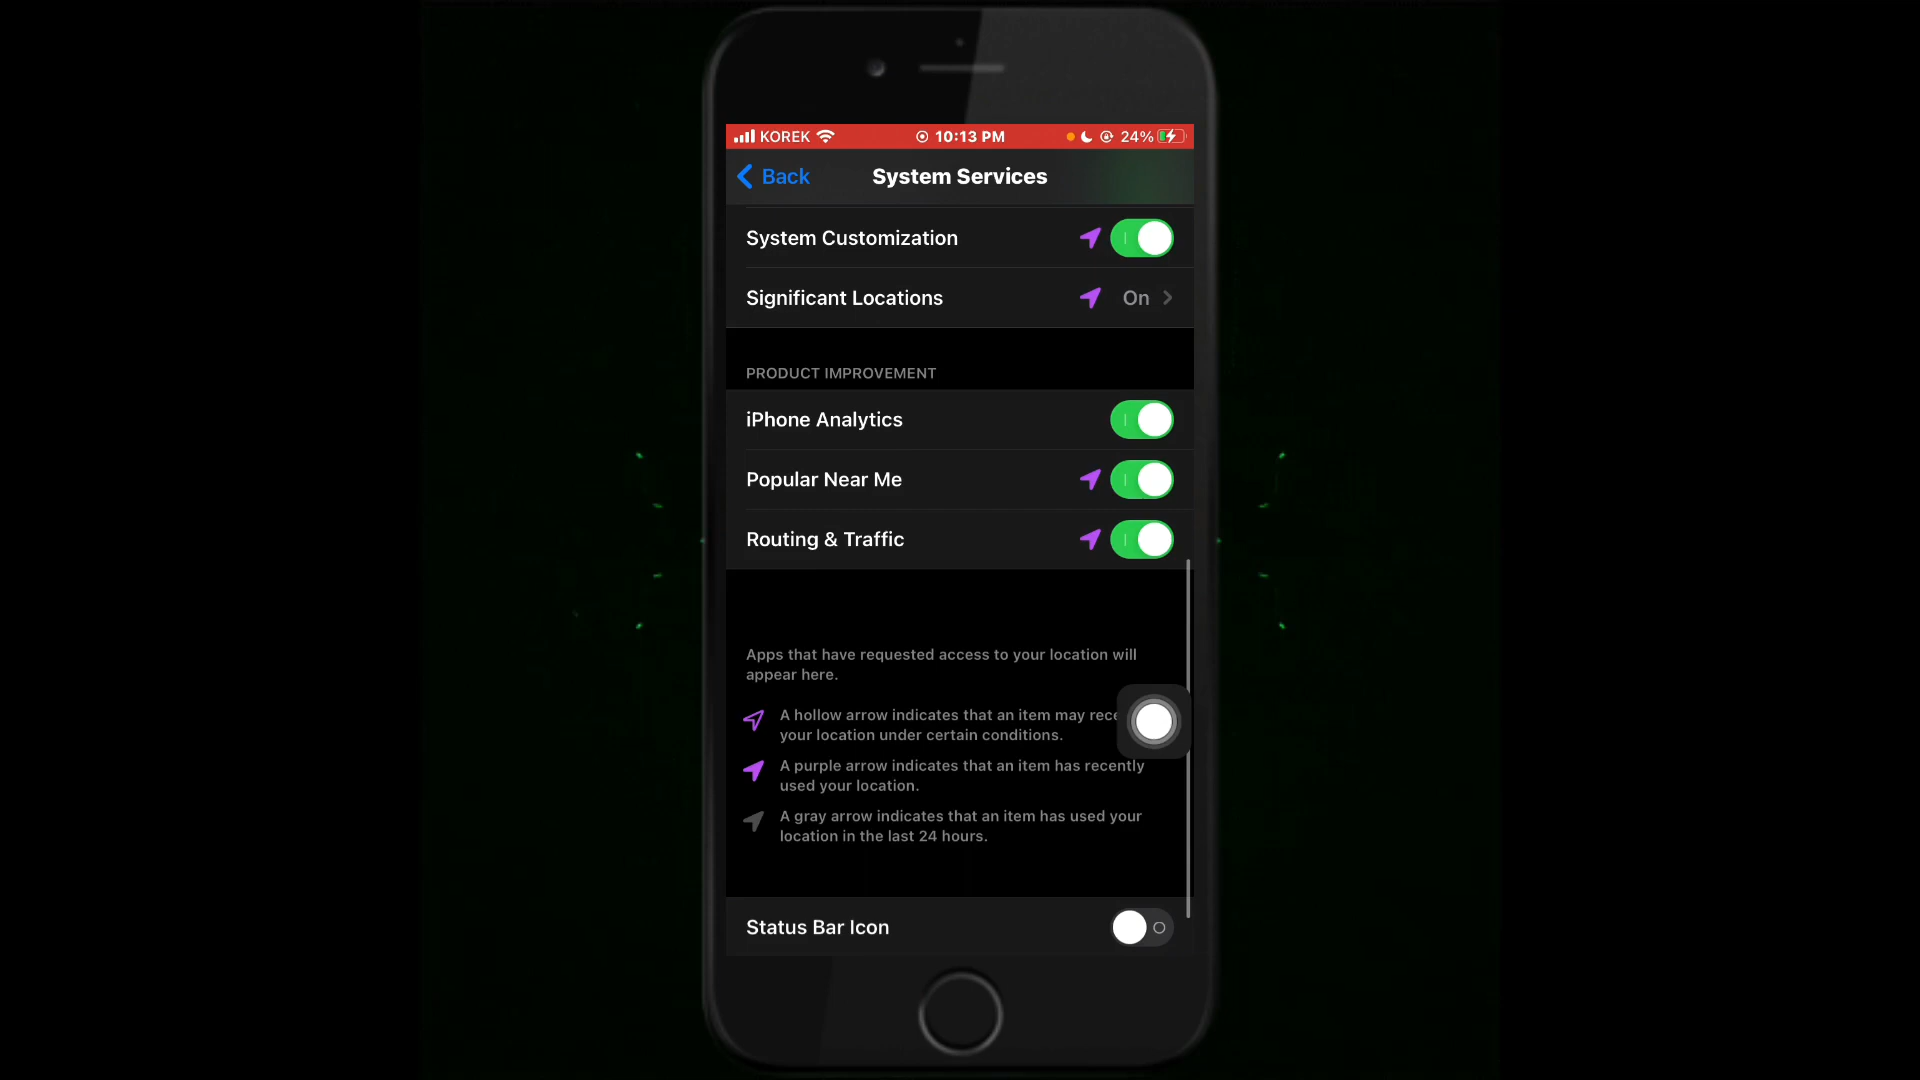 KOREK 10:13 PM 24%
Back System Services
System Customization
Significant Locations On
PRODUCT IMPROVEMENT
iPhone Analytics
Popular Near Me
Routing & Traffic
Apps that have requested access to your location will
appear here.
A hollow arrow indicates that an item may rece
your location under certain conditions.
A purple arrow indicates that an item has recently
used your location.
A gray arrow indicates that an item has used your
location in the last 24 hours.
Status Bar Icon